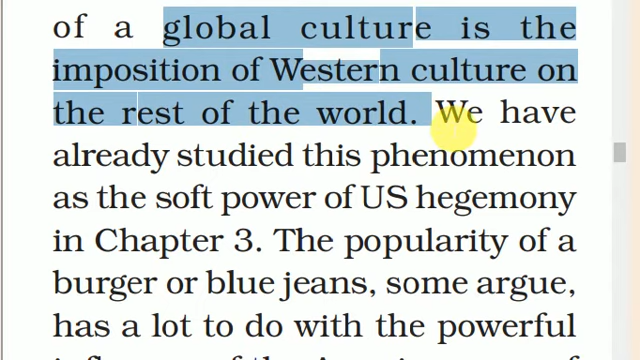 of a global culture is the
imposition of Western culture on
the rest of the world. We have
already studied this phenomenon
as the soft power of US hegemony
in Chapter 3. The popularity of a
burger or blue jeans, some argue,
has a lot to do with the powerful